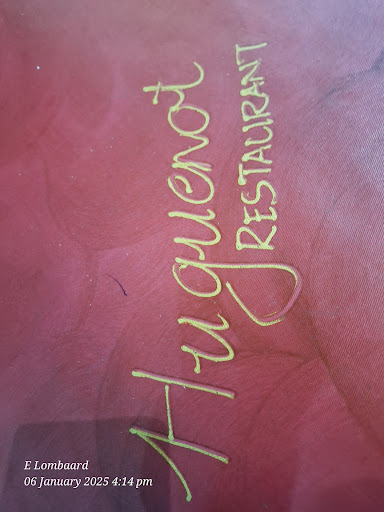 Huguenot
RESTAURANT
E Lombaard
06 January 2025 4:14 pm